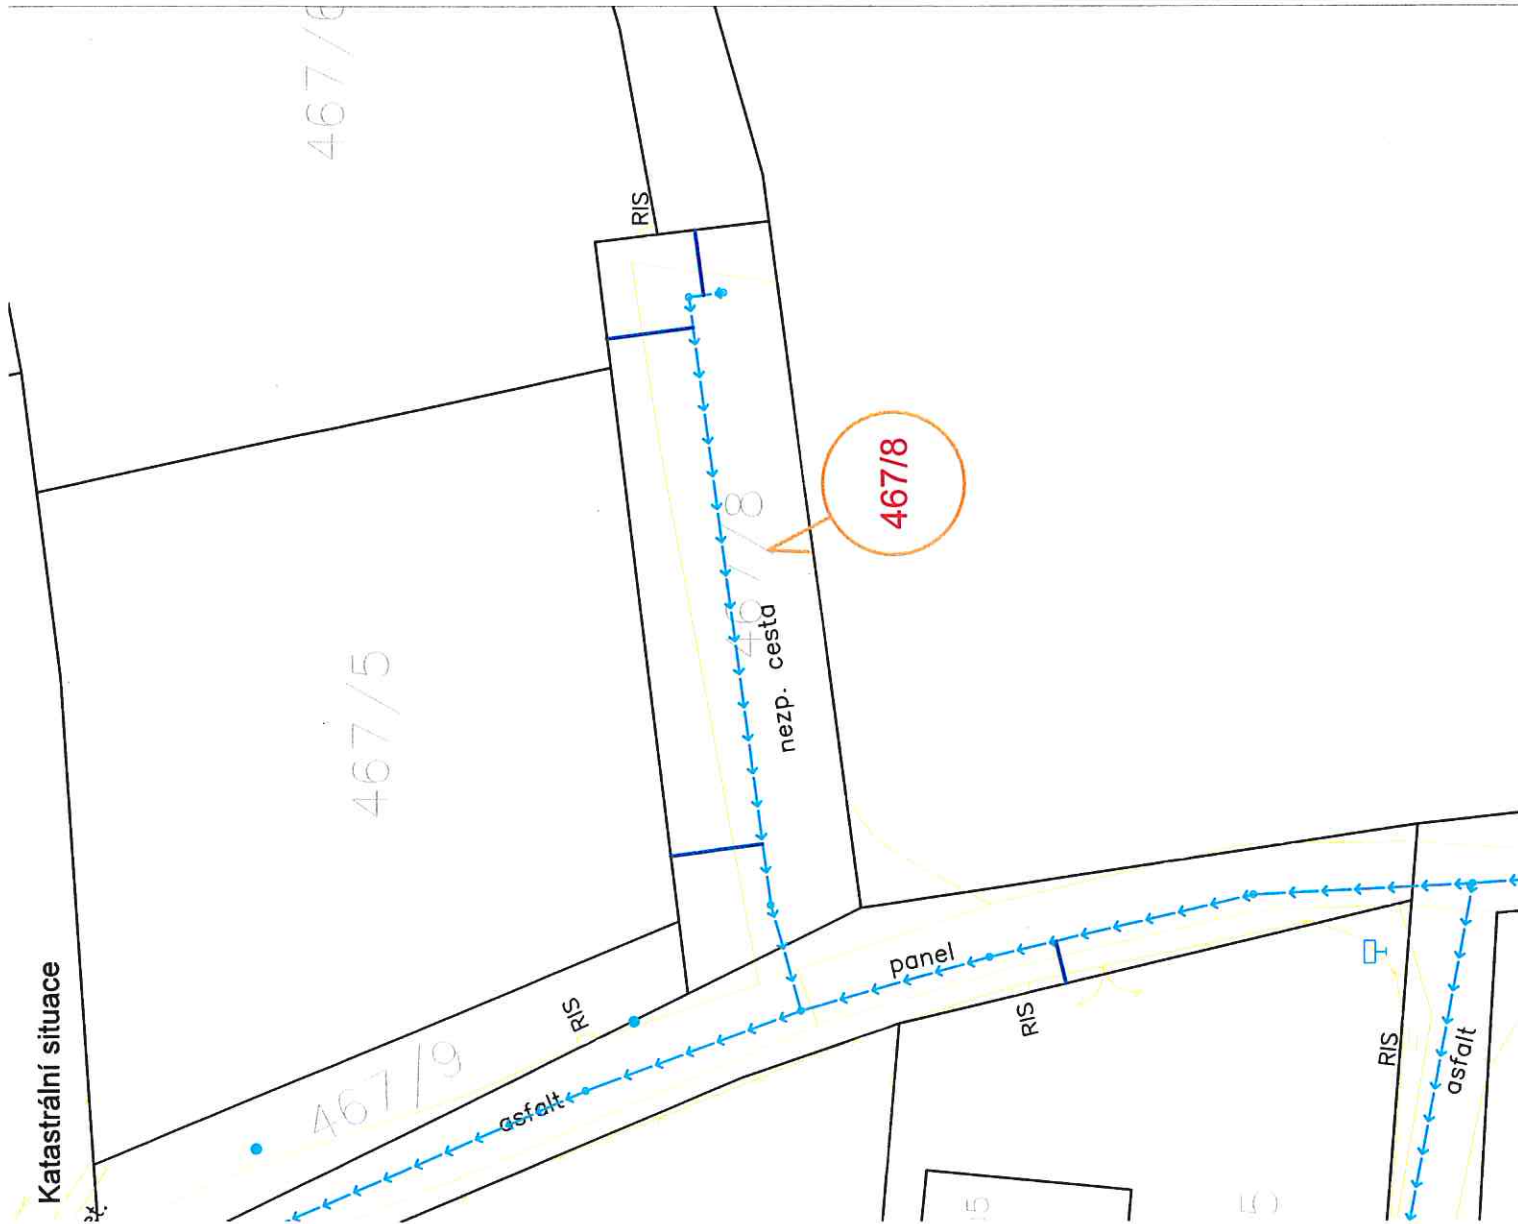 Katastrální situace
467/6
467/5
467/9
RIS
467/8
467/8
nezp. cesta
RIS
asfalt
panel
RIS
RIS
asfalt